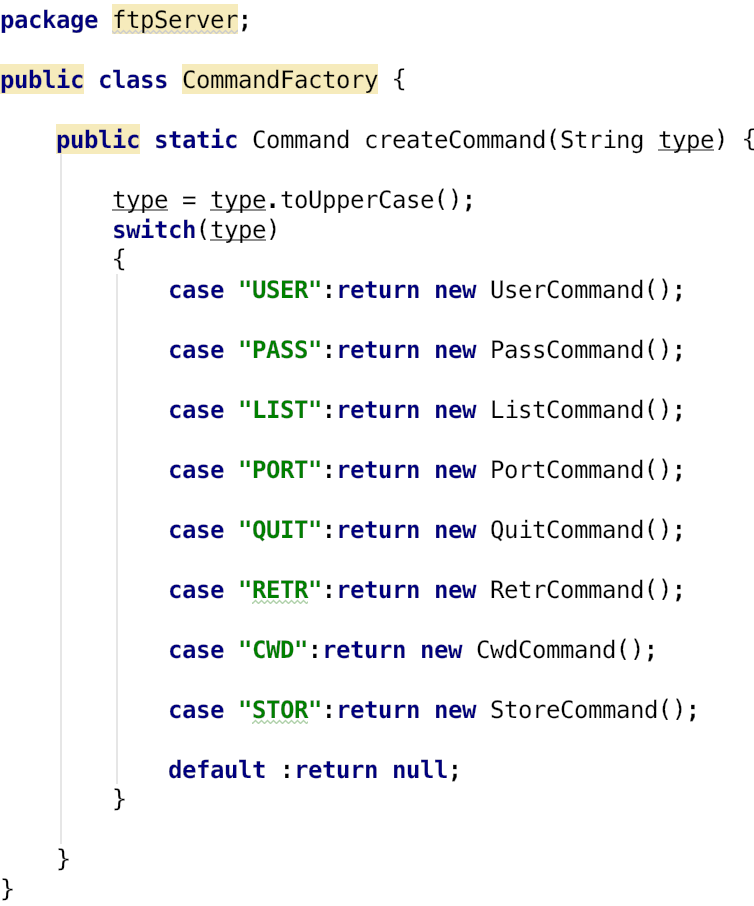 package ftpServer;
public class CommandFactory {
public static Command createCommand(String type) {
type = type.toUpperCase();
switch(type)
{
case "USER":return new UserCommand();
case "PASS":return new PassCommand();
case "LIST":return new ListCommand();
case "PORT":return new PortCommand();
case "QUIT":return new QuitCommand();
case "RETR":return new RetrCommand();
case "CWD":return new CwdCommand();
case "STOR":return new StoreCommand();
default :return null;
}
}
}